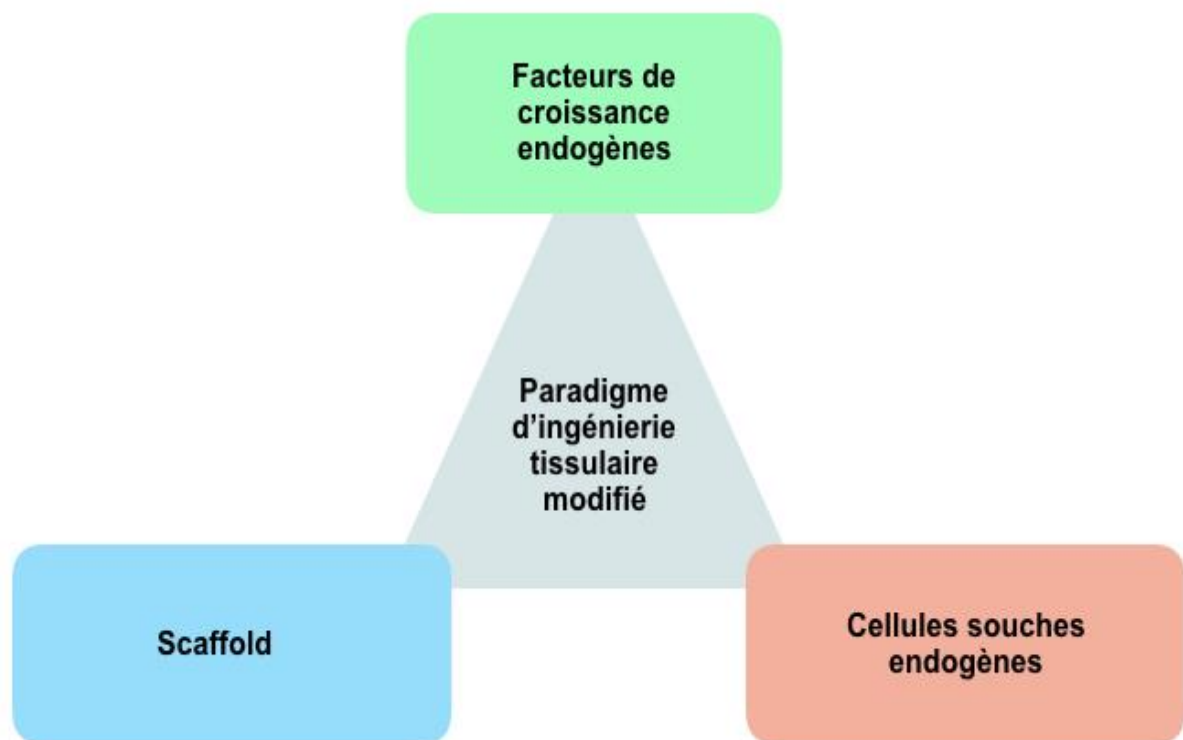 Facteurs de
croissance
endogènes
Paradigme
d'ingénierie
tissulaire
modifié
Scaffold
Cellules souches
endogènes